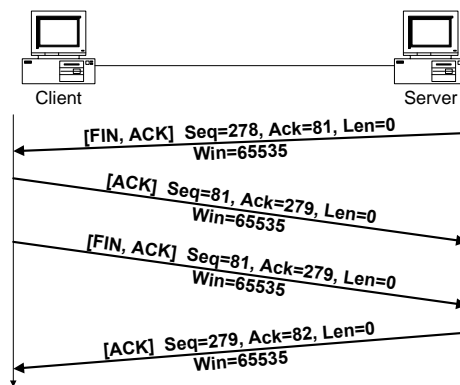 Client
Server
[FIN, ACK] Seq=278, Ack=81, Len=0
Win=65535
[ACK] Seq=81, Ack=279, Len=0
Win=65535
[FIN, ACK] Seq=81, Ack=279, Len=0
Win=65535
[ACK] Seq=279, Ack=82, Len=0
Win=65535